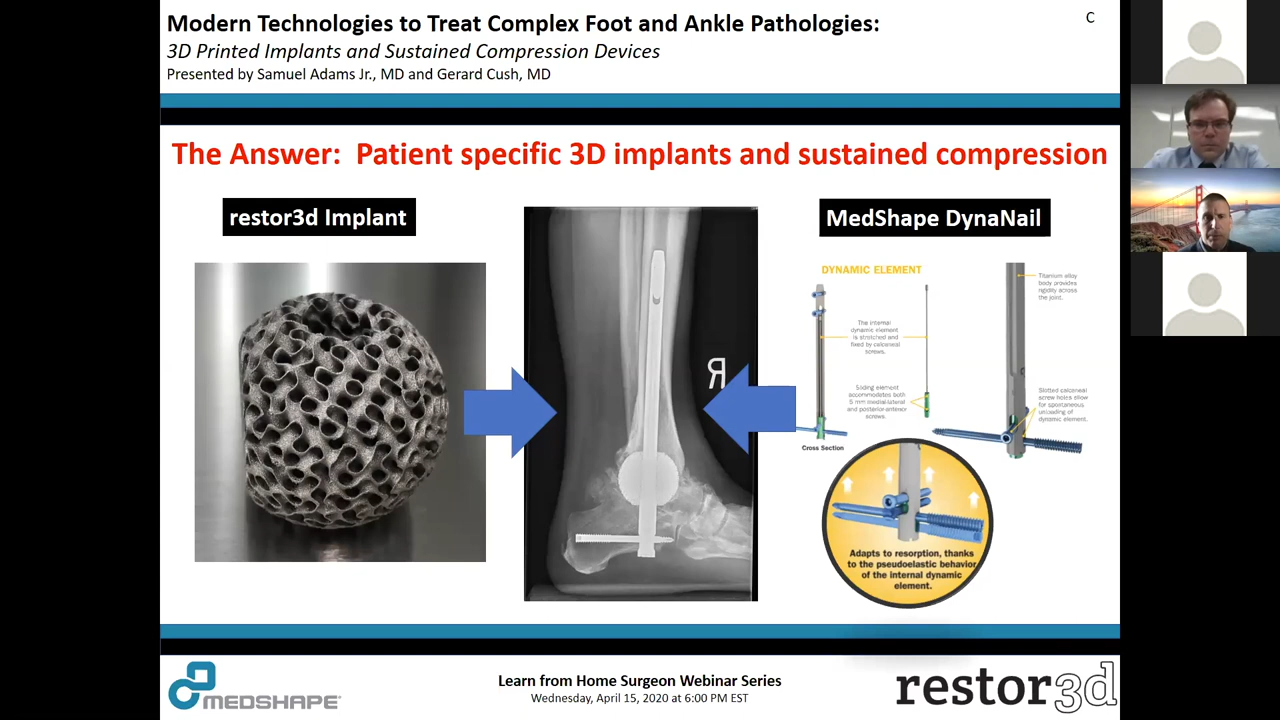 Modern Technologies to Treat Complex Foot and Ankle Pathologies:
C
3D Printed Implants and Sustained Compression Devices
Presented by Samuel Adams Jr., MD and Gerard Cush, MD
The Answer: Patient specific 3D implants and sustained compression
restor3d Implant
MedShape DynaNail
DYNAMIC ELEMENT
Titanium alloy
body provides
rigidity across
the joint.
The internal
dynamic element
is stretched and
fixed by calcaneal
screws.
Sliding element
accommodates both
5 mm medial-lateral
and posterior-anterior
screws.
Slotted calcaneal
screw holes allow
for spontaneous
unloading of
dynamic element.
Cross Section
R
Adapts to resorption, thanks
to the pseudoelastic behavior
of the internal dynamic
element.
MEDSHAPE
Learn from Home Surgeon Webinar Series
Wednesday, April 15, 2020 at 6:00 PM EST
restor3d